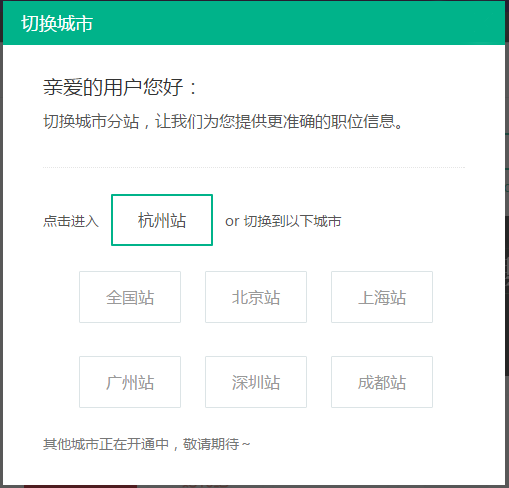 切换城市
亲爱的用户您好：
切换城市分站，让我们为您提供更准确的职位信息。
点击进入 杭州站 or 切换到以下城市
全国站 北京站 上海站
广州站 深圳站 成都站
其他城市正在开通中，敬请期待~